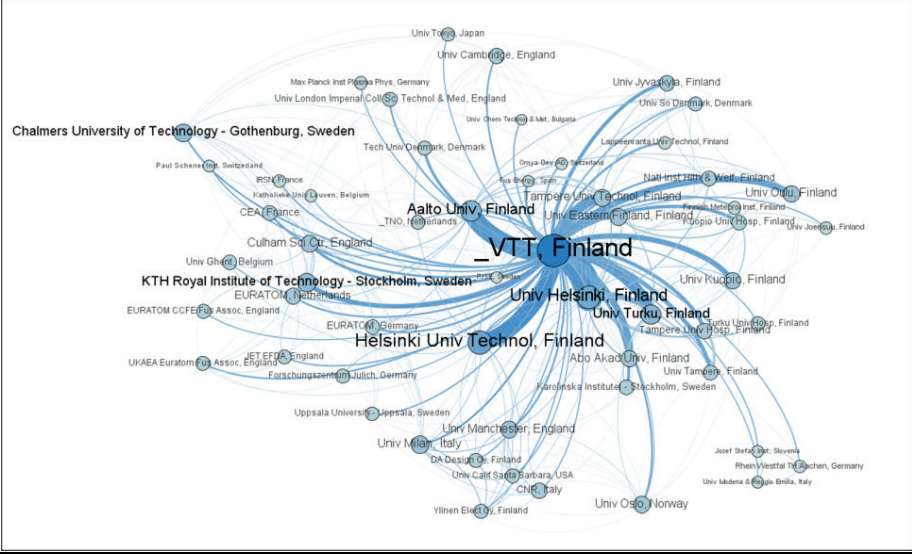 Univ Tokyo, Japan
Univ Cambridge, England
Max Planck Inst Plasma Phys, Germany
Univ Jyvaskyla, Finland
Univ London Imperial Coll Sci Technol & Med, England
Univ So Denmark, Denmark
Univ Chem Technol & Met, Bulgaria
Chalmers University of Technology - Gothenburg, Sweden
Lappeenranta Univ Technol, Finland
Tech Univ Denmark, Denmark
Paul Scherrer Inst, Switzerland
Omya Dev AG, Switzerland
IRSN, France
Fus Energy, Spain
Natl Inst Hlth & Welf, Finland
Katholieke Univ Leuven, Belgium
Tampere Univ Technol, Finland
Univ Oulu, Finland
CEA, France
Aalto Univ, Finland
Finnish Meteorol Inst, Finland
_TNO, Netherlands
Univ Eastern Finland, Finland
Kuopio Univ Hosp, Finland
Univ Joensuu, Finland
Culham Sci Ctr, England
_VTT, Finland
Univ Ghent, Belgium
KTH Royal Institute of Technology - Stockholm, Sweden
Sweden
Univ Kuopio, Finland
EURATOM, Netherlands
Univ Helsinki, Finland
EURATOM CCFE Fus Assoc, England
Univ Turku, Finland
EURATOM, Germany
Turku Univ Hosp, Finland
Tampere Univ Hosp, Finland
Helsinki Univ Technol, Finland
JET EFDA, England
Abo Akad Univ, Finland
UKAEA Euratom Fus Assoc, England
Forschungszentrum Julich, Germany
Univ Tampere, Finland
Karolinska Institutet - Stockholm, Sweden
Uppsala University - Uppsala, Sweden
Univ Manchester, England
Univ Milan, Italy
Jozef Stefan Inst, Slovenia
DA Design Oy, Finland
Rhein Westfal TH Aachen, Germany
Univ Calif Santa Barbara, USA
Univ Modena & Reggio Emilia, Italy
CNR, Italy
Univ Oslo, Norway
Ylinen Elect Oy, Finland